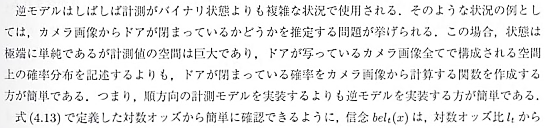 逆モデルはしばしば計測がバイナリ状態よりも複雑な状況で使用される．そのような状況の例とし
ては，カメラ画像からドアが閉まっているかどうかを推定する問題が挙げられる．この場合，状態は
極端に単純であるが計測値の空間は巨大であり，ドアが写っているカメラ画像全てで構成される空間
上の確率分布を記述するよりも，ドアが閉まっている確率をカメラ画像から計算する関数を作成する
方が簡単である．つまり，順方向の計測モデルを実装するよりも逆モデルを実装する方が簡単である．
式 (4.13) で定義した対数オッズから簡単に確認できるように，信念 belt(x) は，対数オッズ比 lt から